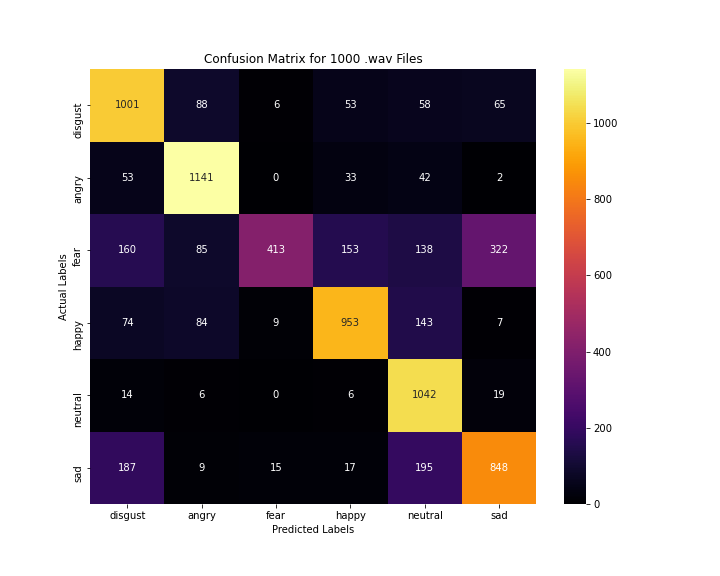 Confusion Matrix for 1000 .wav Files
Actual Labels
disgust 1001 88 6 53 58 65
angry 53 1141 0 33 42 2
fear 160 85 413 153 138 322
happy 74 84 9 953 143 7
neutral 14 6 0 6 1042 19
sad 187 9 15 17 195 848
disgust angry fear happy neutral sad
Predicted Labels
1000
800
600
400
200
0